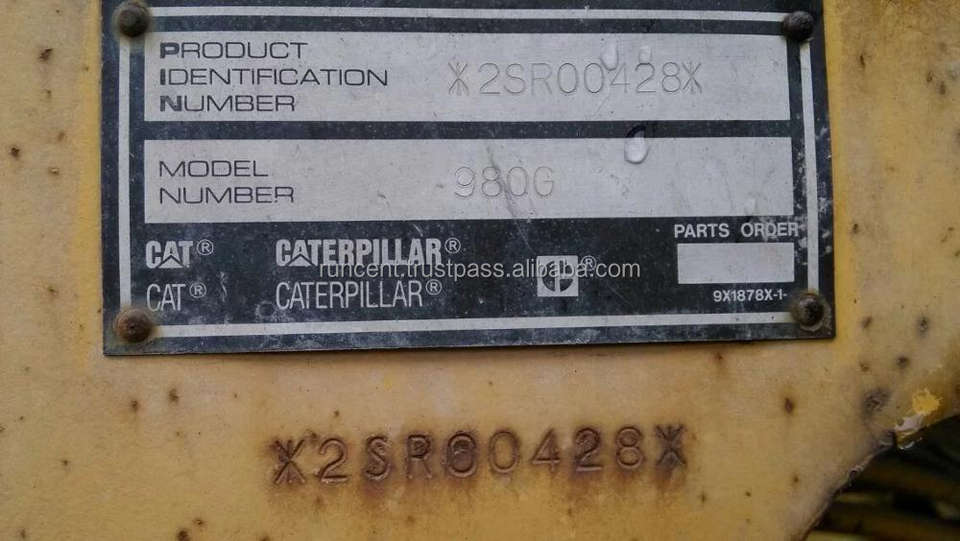 PRODUCT
IDENTIFICATION
NUMBER
*2SR00428*
MODEL
NUMBER
980G
PARTS ORDER
CAT® CATERPILLAR® ®
CAT® CATERPILLAR®
9X1878X-1-
runcent.trustpass.alibaba.com
*2SR00428*